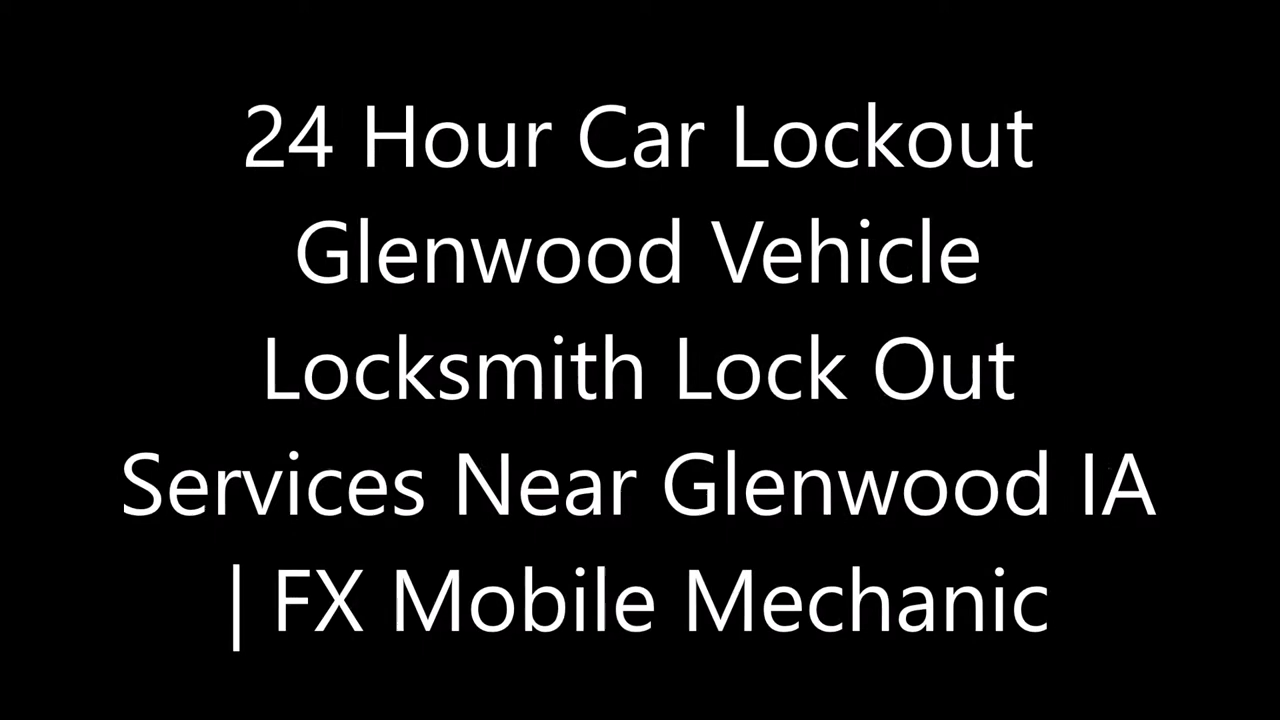 24 Hour Car Lockout
Glenwood Vehicle
Locksmith Lock Out
Services Near Glenwood IA
| FX Mobile Mechanic